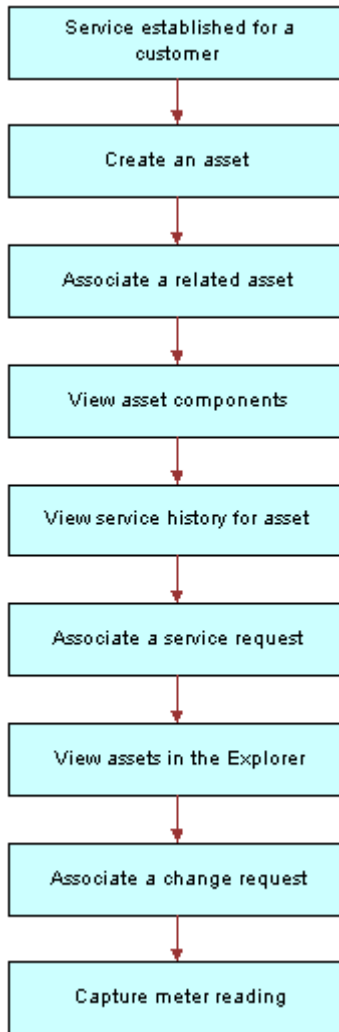 Service established for a
customer
Create an asset
Associate a related asset
View asset components
View service history for asset
Associate a service request
View assets in the Explorer
Associate a change request
Capture meter reading